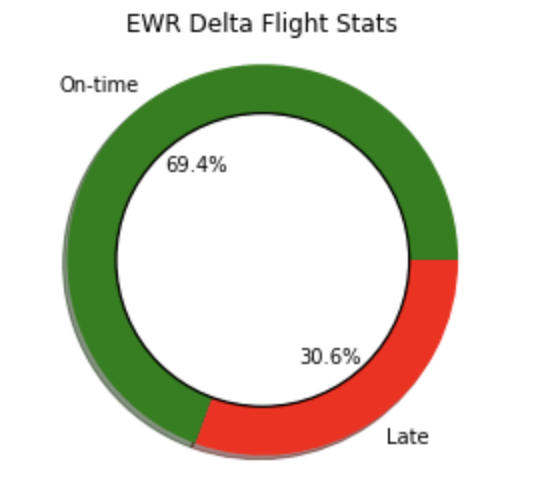 EWR Delta Flight Stats
On-time
69.4%
30.6%
Late